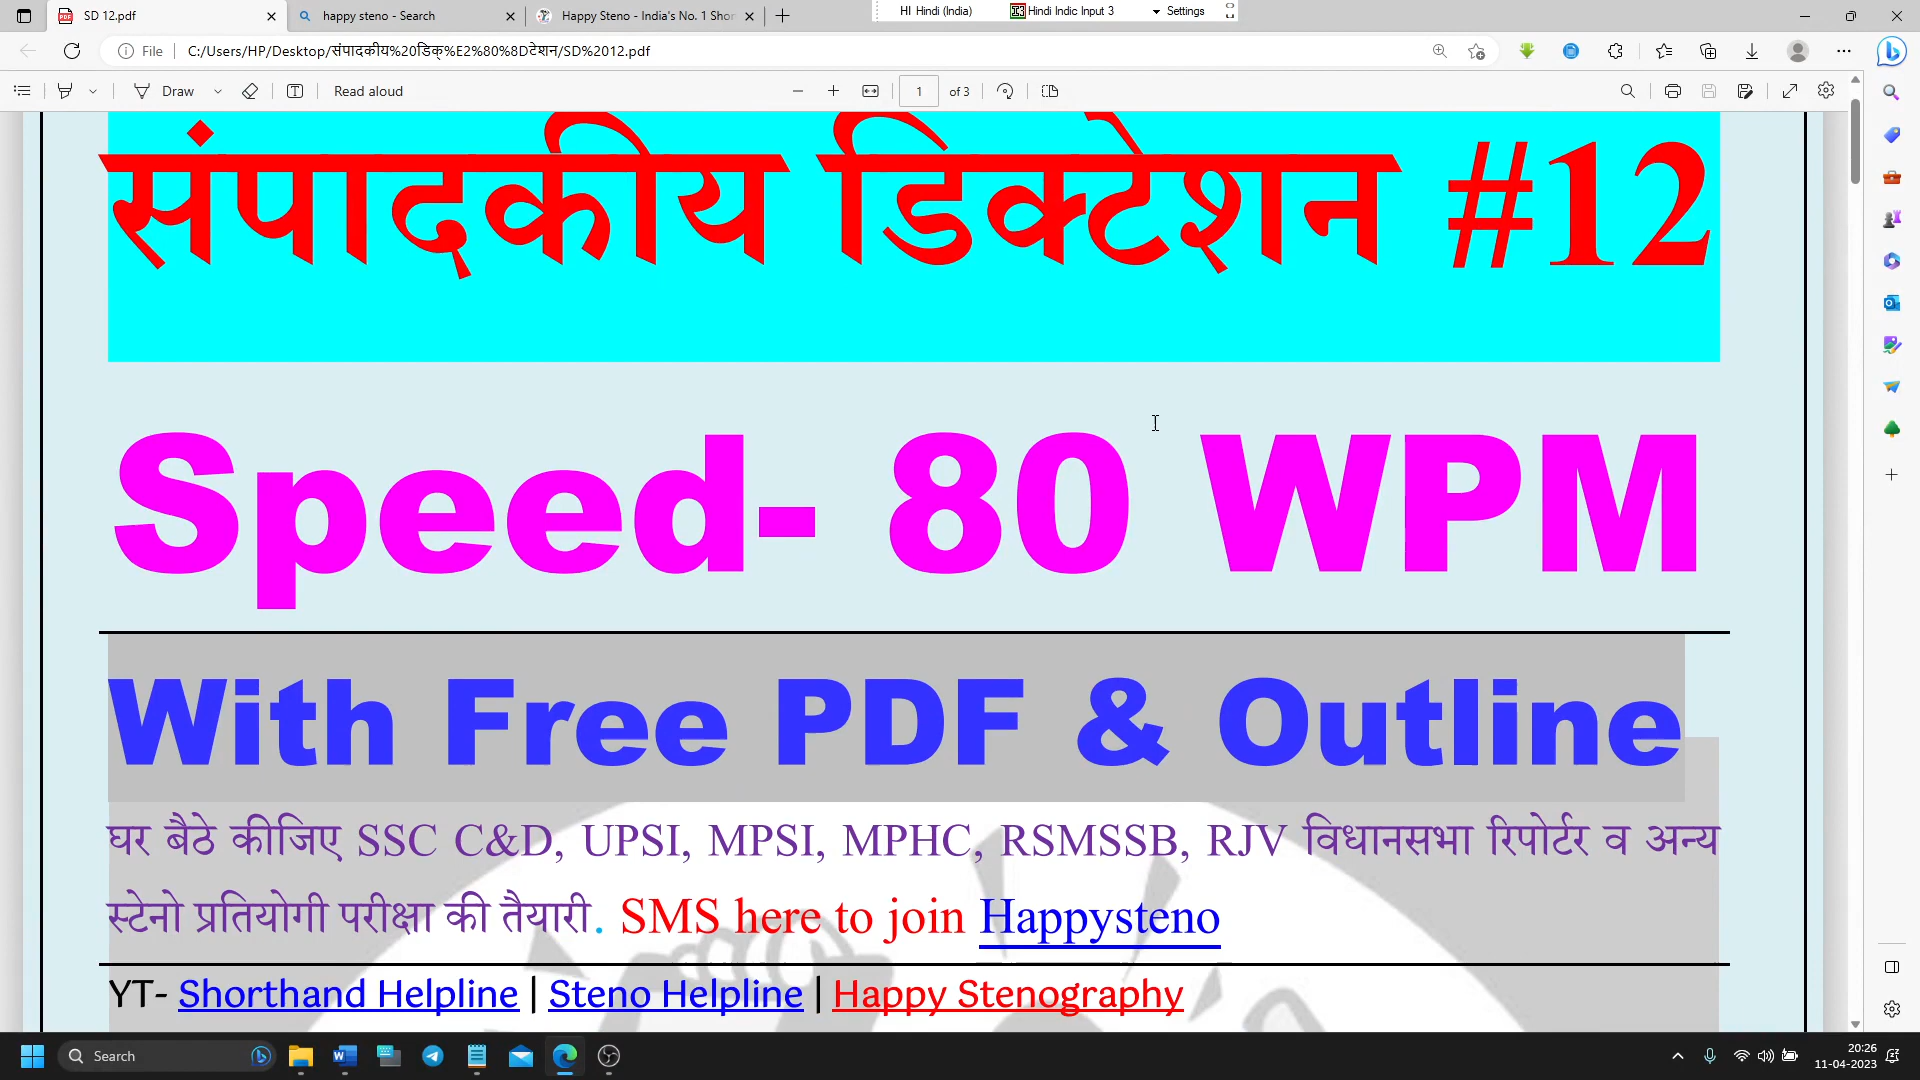 SD 12.pdf
happy steno - Search
Happy Steno - India's No. 1 Shor
HI Hindi (India)
Hindi Indic Input 3
Settings
File
C:/Users/HP/Desktop/संपादकीय%20डिक्%E2%80%8Dटेशन/SD%2012.pdf
Draw
Read aloud
1
of 3
संपादकीय डिक्टेशन #12
Speed- 80 WPM
With Free PDF & Outline
घर बैठे कीजिए SSC C&D, UPSI, MPSI, MPHC, RSMSSB, RJV विधानसभा रिपोर्टर व अन्य
स्टेनो प्रतियोगी परीक्षा की तैयारी. SMS here to join Happysteno
YT- Shorthand Helpline | Steno Helpline | Happy Stenography
Search
20:26
11-04-2023